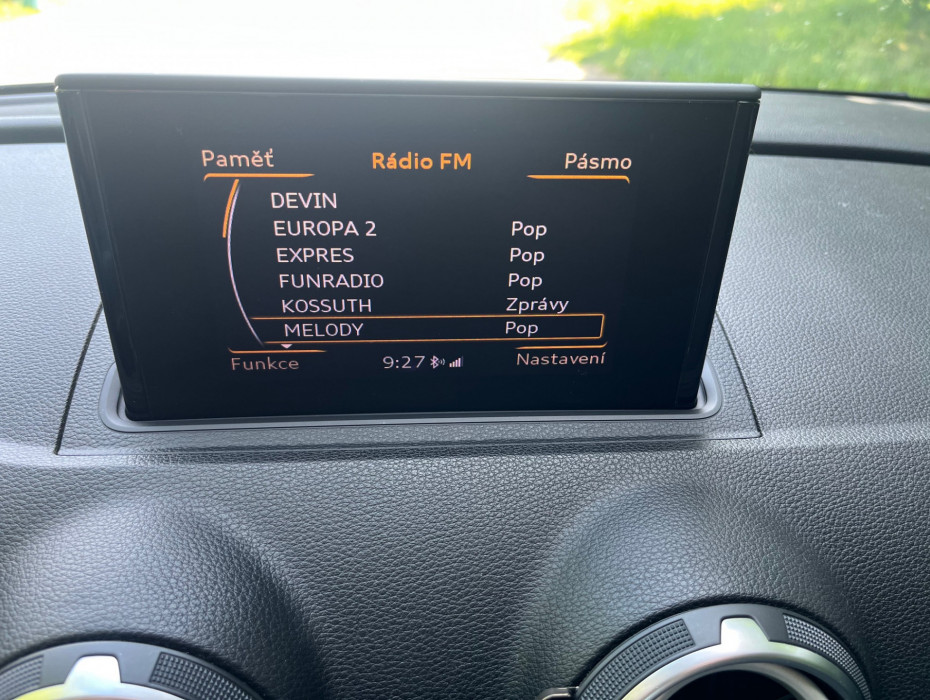 Paměť Rádio FM Pásmo
DEVIN
EUROPA 2 Pop
EXPRES Pop
FUNRADIO Pop
KOSSUTH Zprávy
MELODY Pop
Funkce 9:27 Nastavení